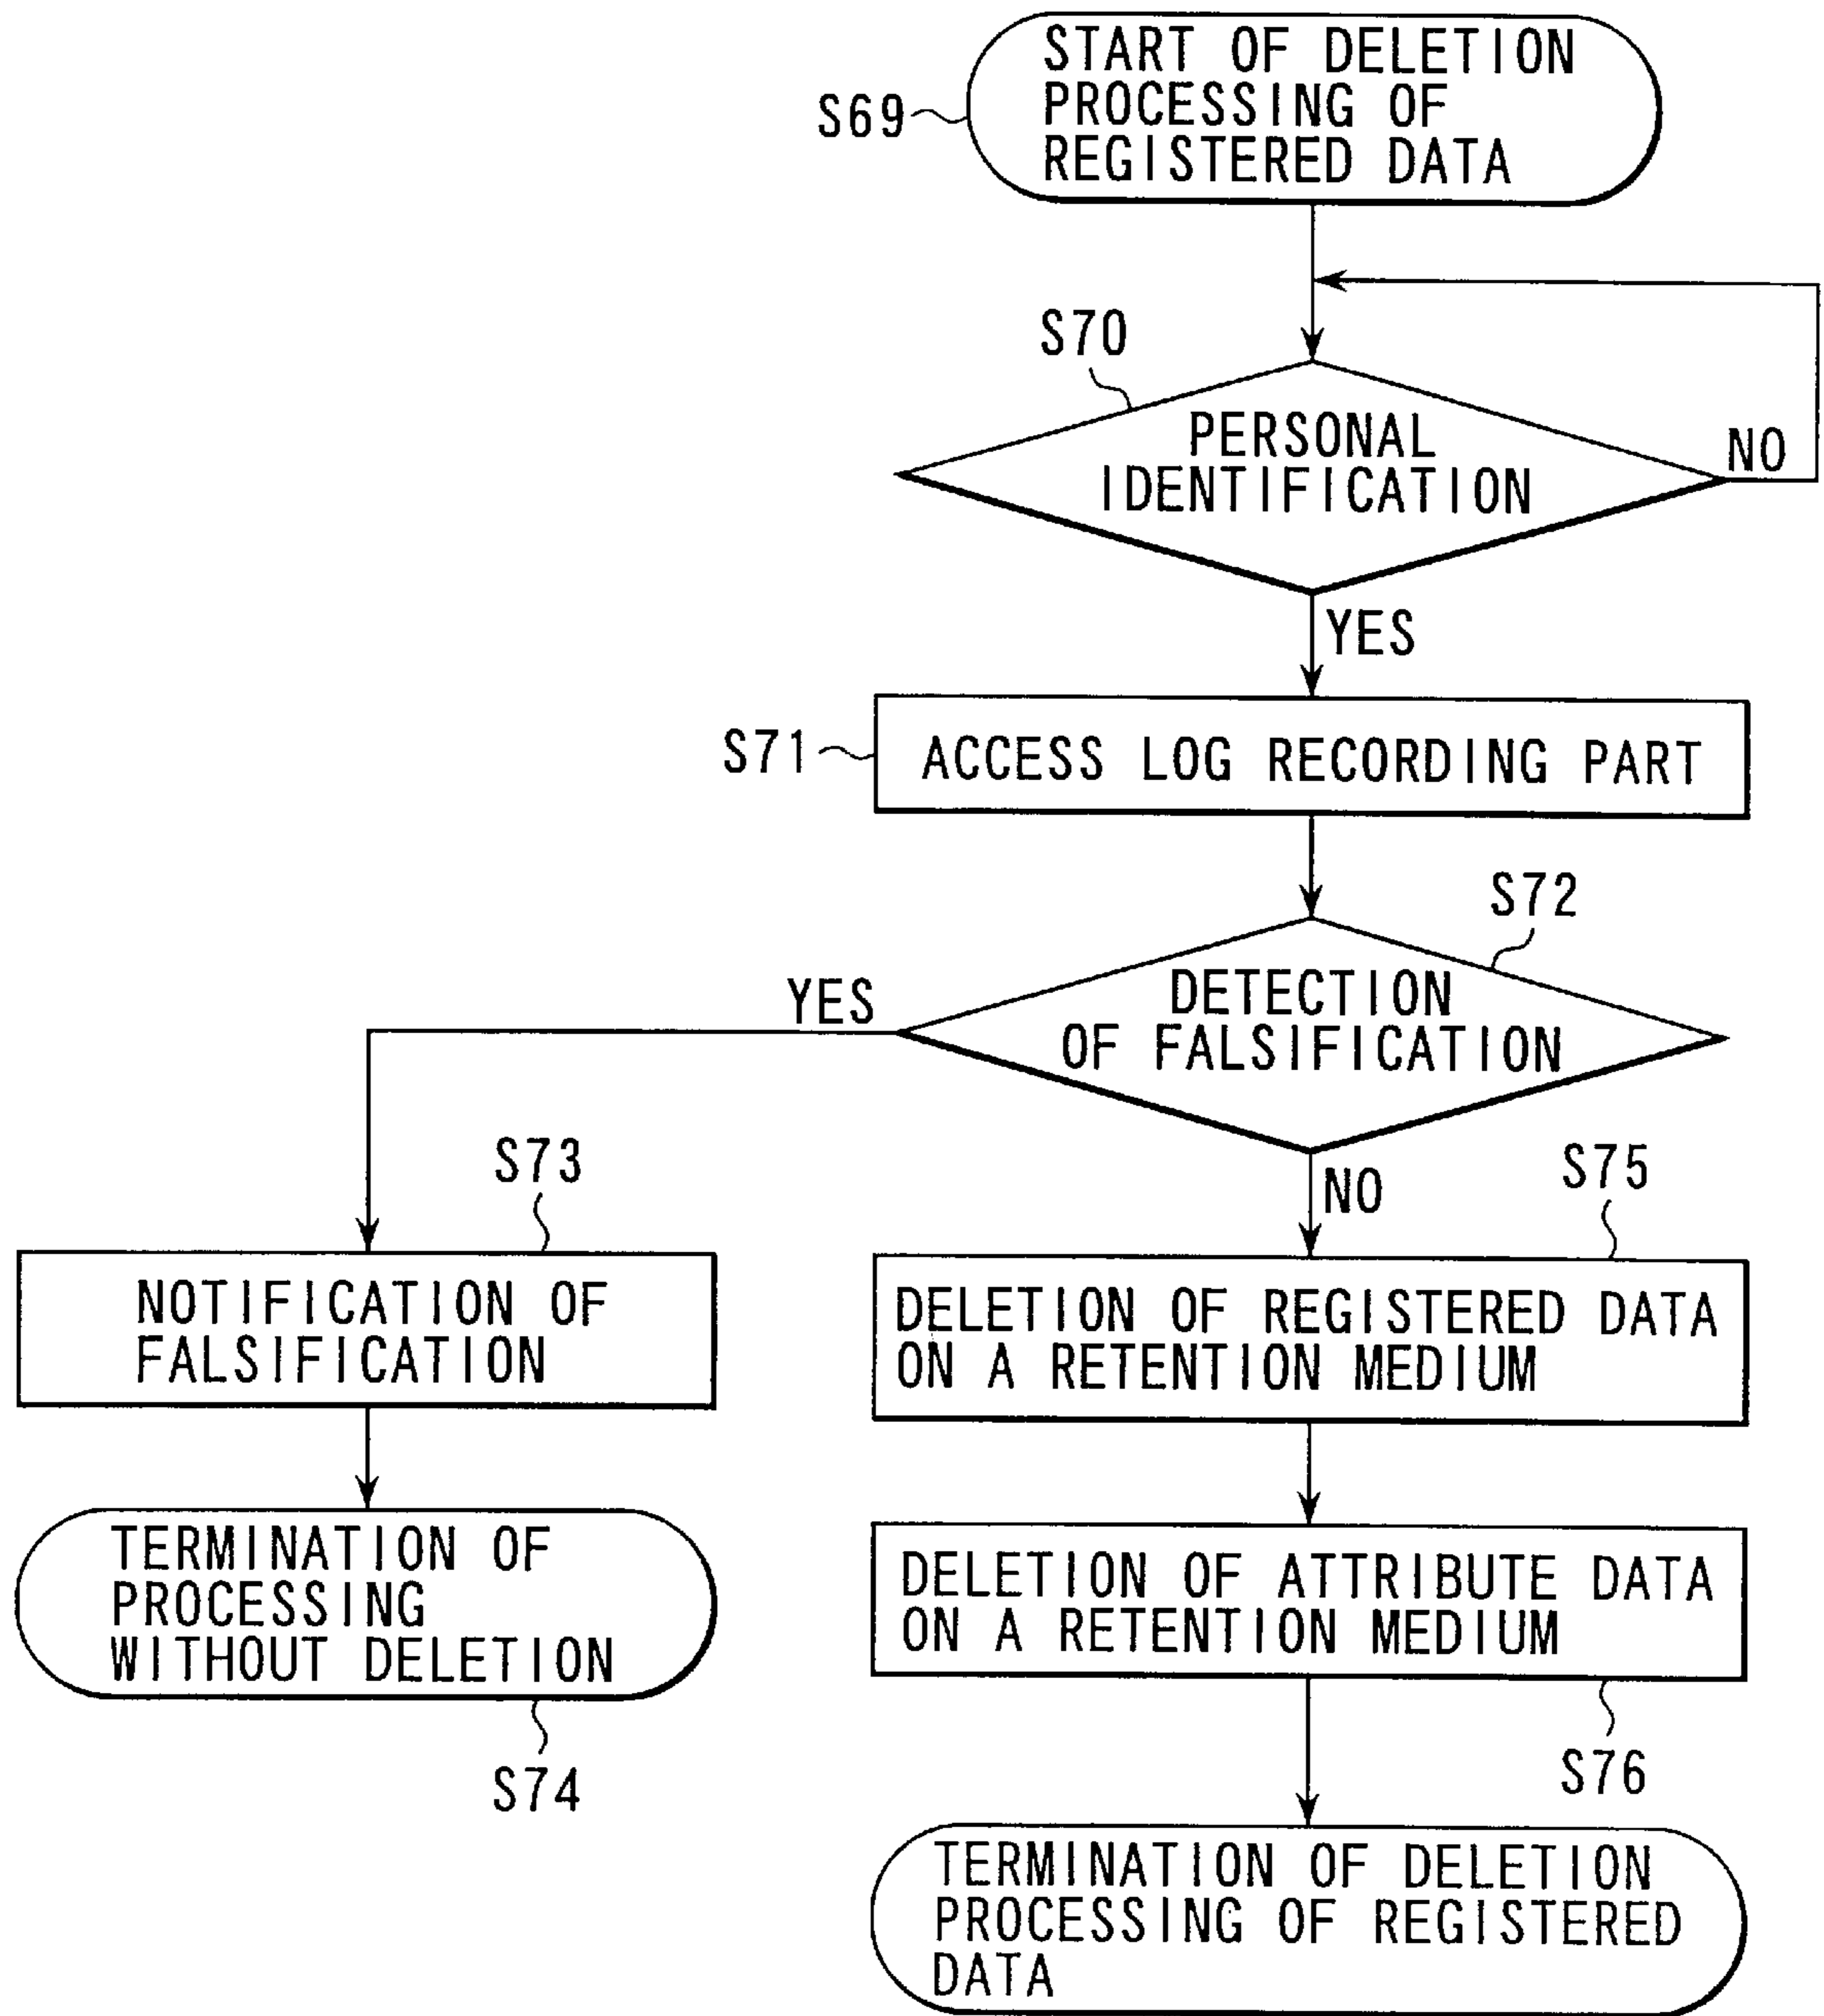 START OF DELETION
PROCESSING OF
REGISTERED DATA
S69
S70
PERSONAL
IDENTIFICATION
NO
YES
S71
ACCESS LOG RECORDING PART
S72
DETECTION
OF FALSIFICATION
YES
NO
S73
NOTIFICATION OF
FALSIFICATION
TERMINATION OF
PROCESSING
WITHOUT DELETION
S74
S75
DELETION OF REGISTERED DATA
ON A RETENTION MEDIUM
DELETION OF ATTRIBUTE DATA
ON A RETENTION MEDIUM
S76
TERMINATION OF DELETION
PROCESSING OF REGISTERED
DATA